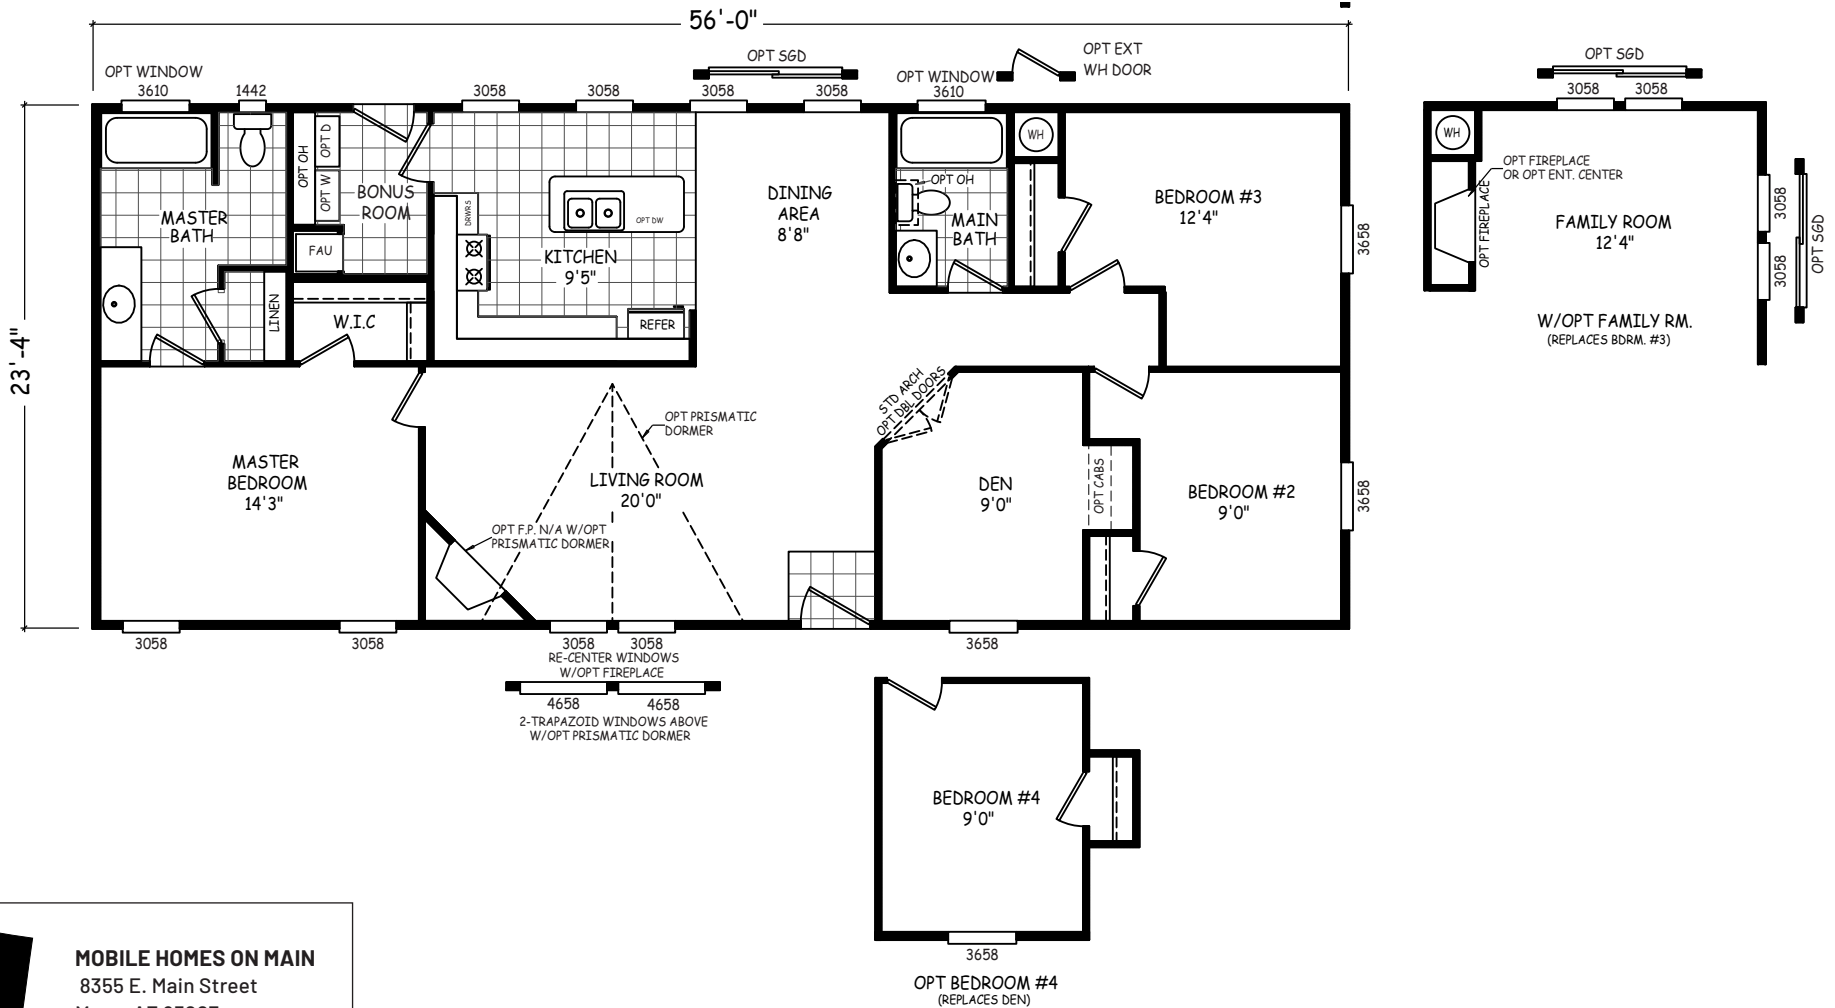 56'-0"
OPT SGD
OPT EXT
WH DOOR
OPT WINDOW
OPT WINDOW
3610
1442
3058
3058
3058
3058
3610
OPT OH
OPT D
OPT W
BONUS
ROOM
FAU
MASTER
BATH
LINEN
W.I.C
DRWRS
OPT DW
KITCHEN
9'5"
REFER
DINING
AREA
8'8"
OPT OH
MAIN
BATH
WH
BEDROOM #3
12'4"
3658
23'-4"
MASTER
BEDROOM
14'3"
OPT PRISMATIC
DORMER
LIVING ROOM
20'0"
OPT F.P. N/A W/OPT
PRISMATIC DORMER
STD ARCH
OPT DBL DOORS
DEN
9'0"
OPT CABS
BEDROOM #2
9'0"
3658
3058
3058
3058
3058
3658
RE-CENTER WINDOWS
W/OPT FIREPLACE
4658
4658
2-TRAPAZOID WINDOWS ABOVE
W/OPT PRISMATIC DORMER
OPT SGD
3058
3058
WH
OPT FIREPLACE
OR OPT ENT. CENTER
OPT FIREPLACE
FAMILY ROOM
12'4"
3058
3058
OPT SGD
W/OPT FAMILY RM.
(REPLACES BDRM. #3)
BEDROOM #4
9'0"
3658
OPT BEDROOM #4
(REPLACES DEN)
MOBILE HOMES ON MAIN
8355 E. Main Street